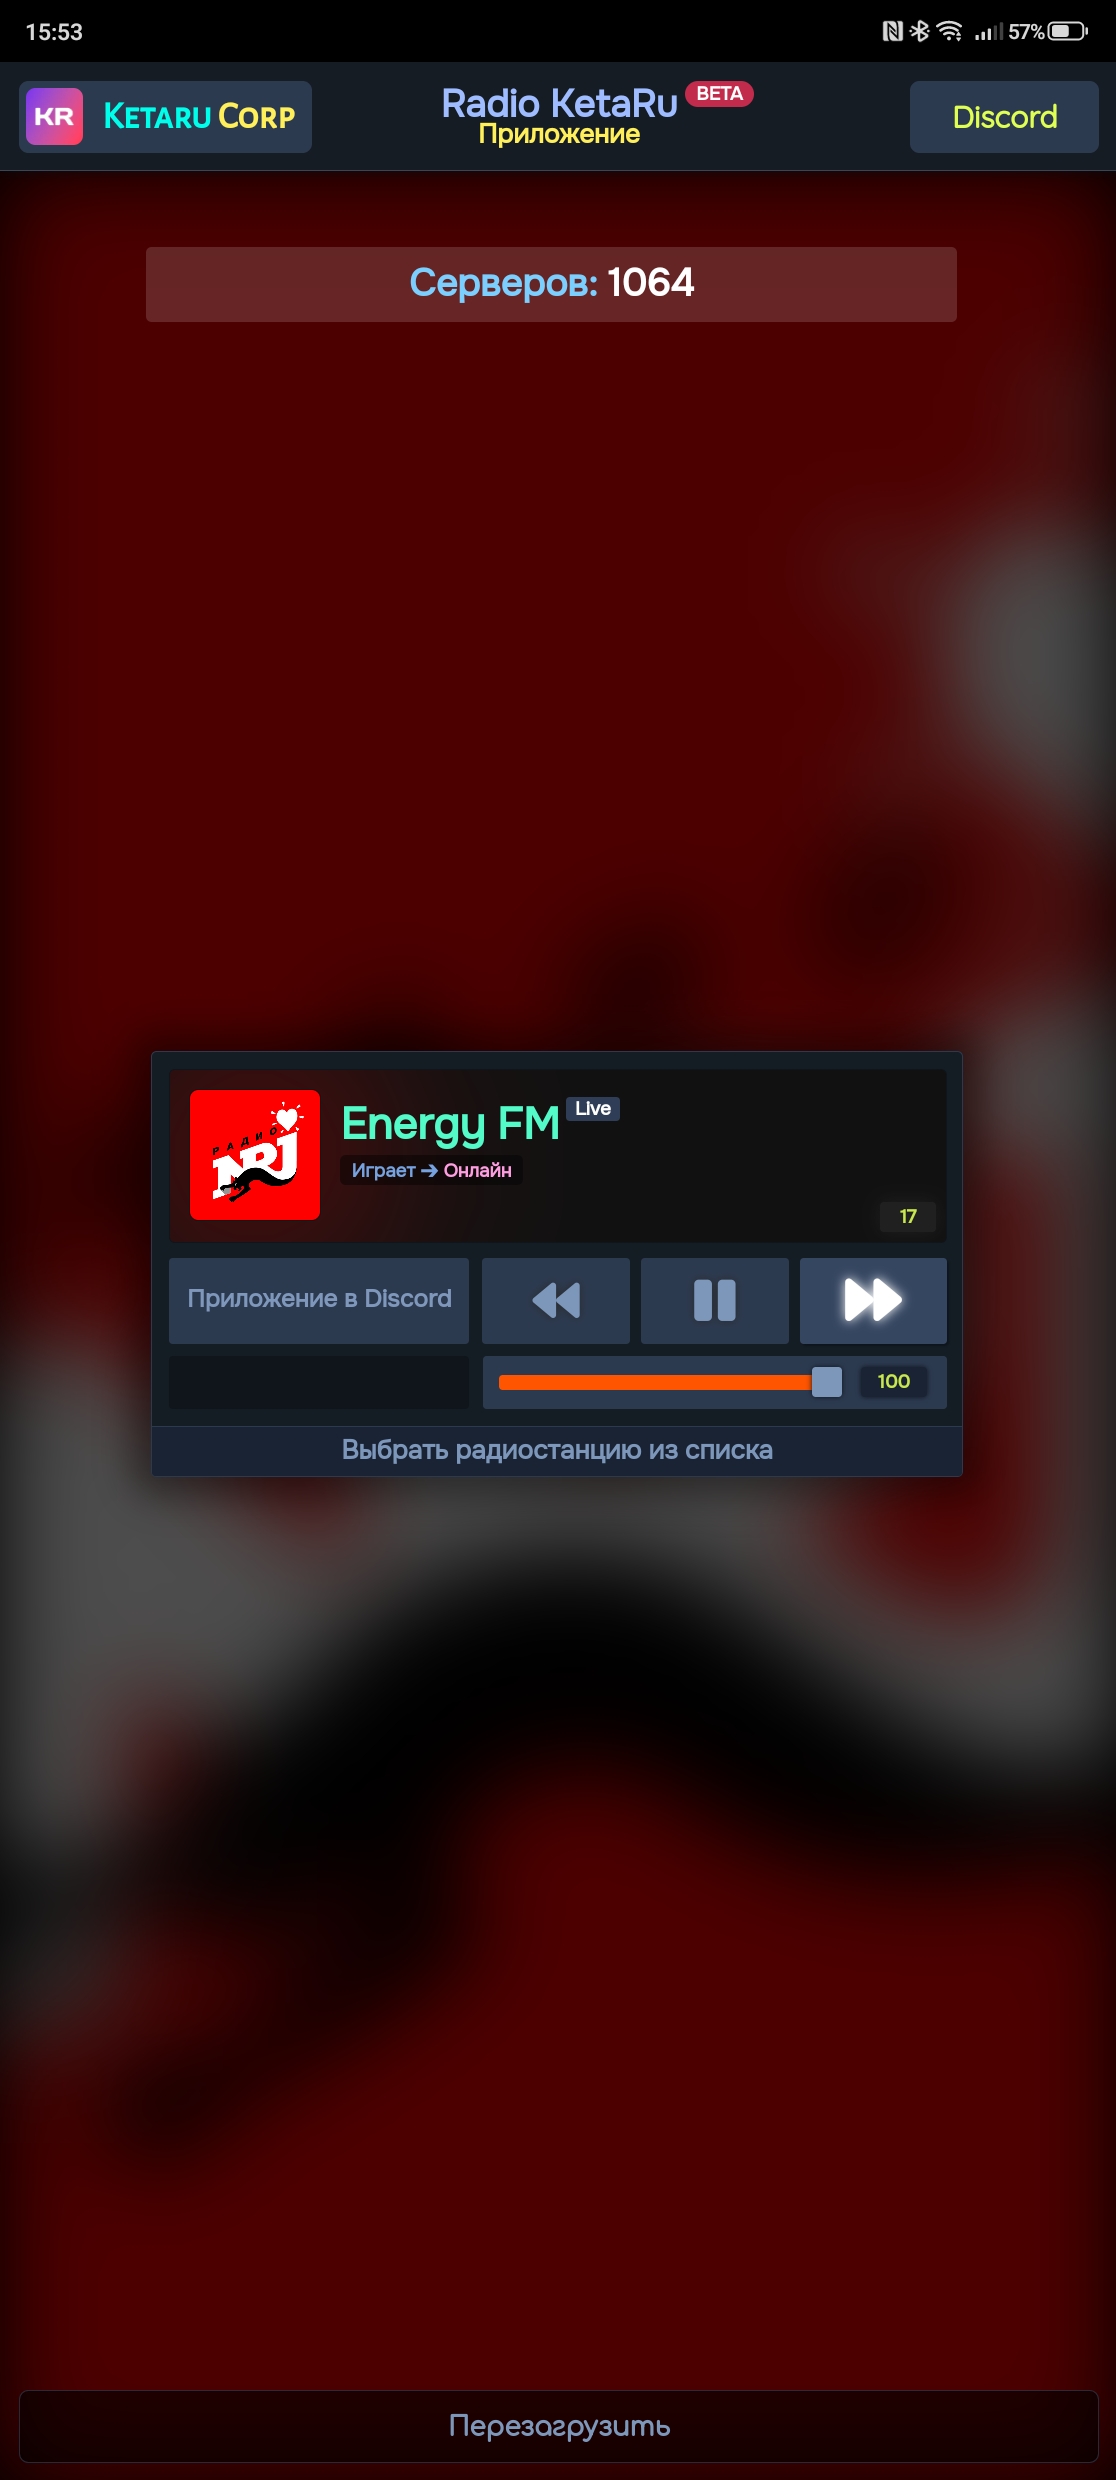 15:53
57%
KR
KETARU CORP
Radio KetaRu BETA
Приложение
Discord
Серверов: 1064
РАДИО
NRJ
Energy FM Live
Играет ➔ Онлайн
17
Приложение в Discord
100
Выбрать радиостанцию из списка
Перезагрузить